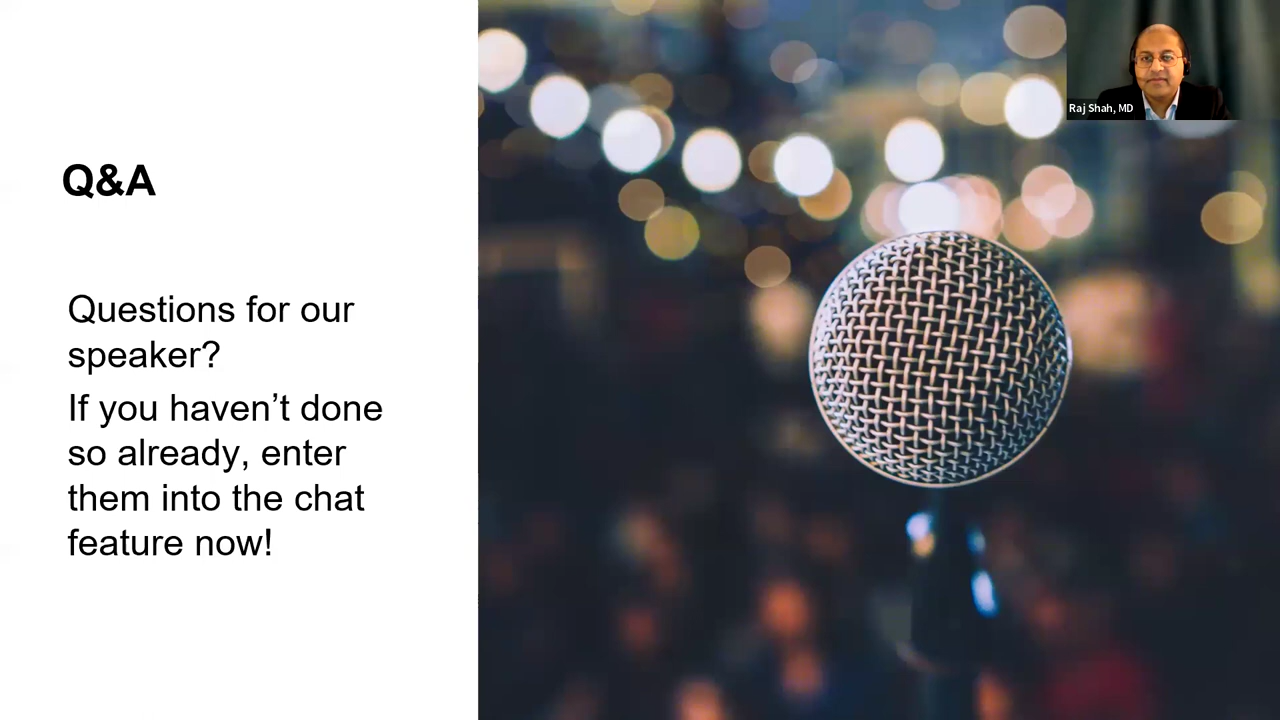 Raj Shah, MD
Q&A
Questions for our
speaker?
If you haven’t done
so already, enter
them into the chat
feature now!